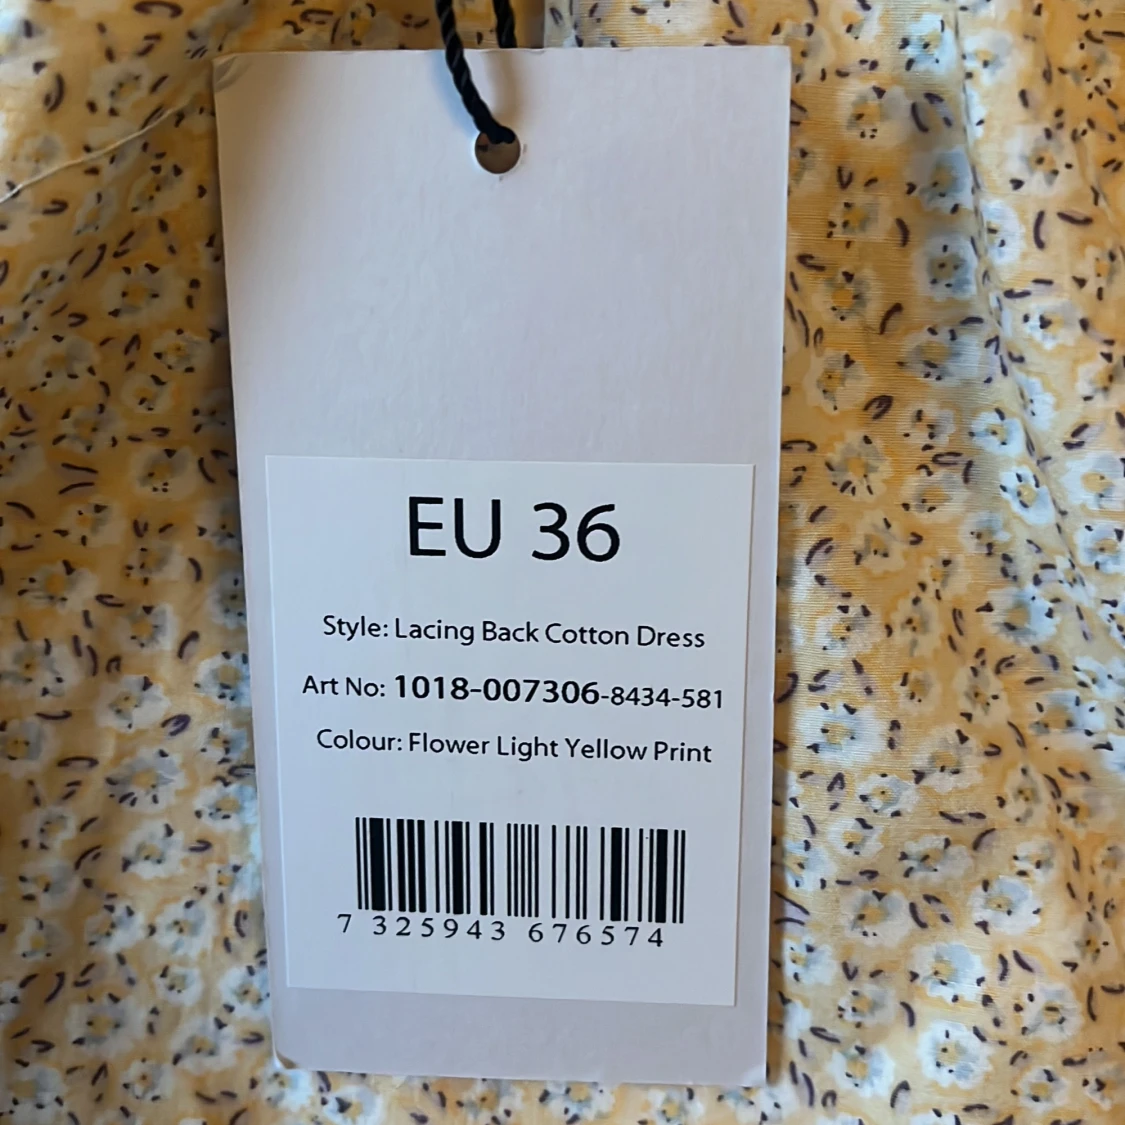 EU 36
Style: Lacing Back Cotton Dress
Art No: 1018-007306-8434-581
Colour: Flower Light Yellow Print
7 325943 676574